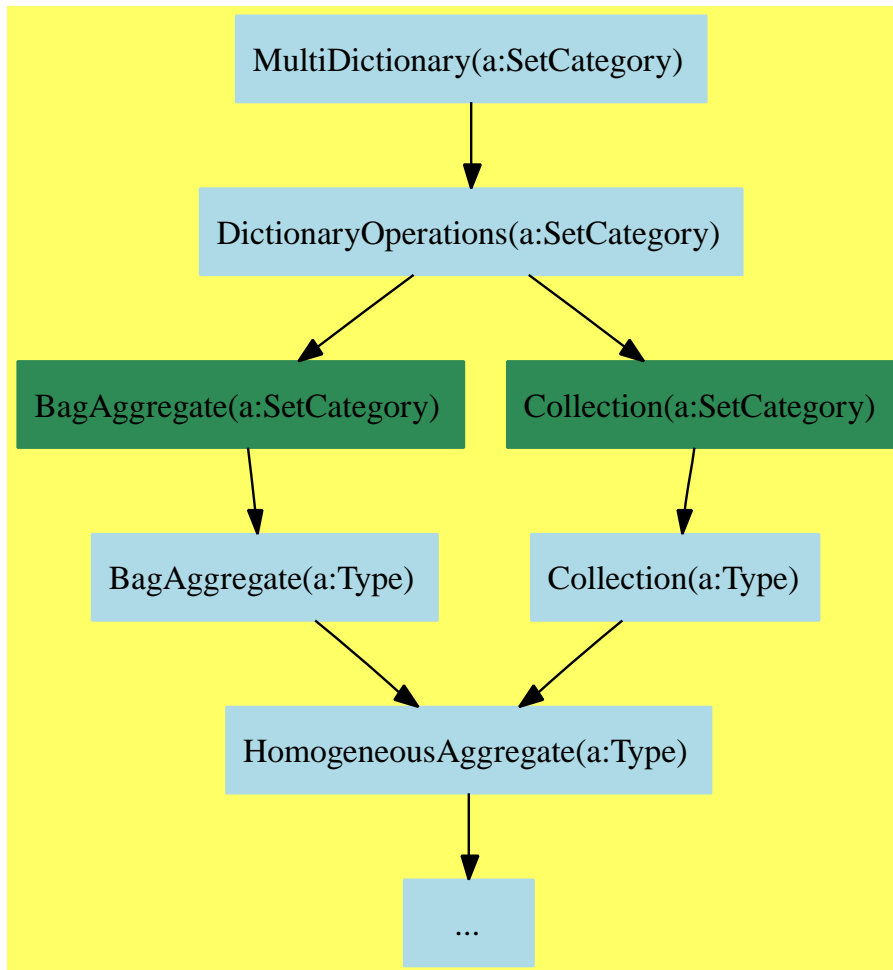 MultiDictionary(a:SetCategory)
DictionaryOperations(a:SetCategory)
BagAggregate(a:SetCategory)
Collection(a:SetCategory)
BagAggregate(a:Type)
Collection(a:Type)
HomogeneousAggregate(a:Type)
...